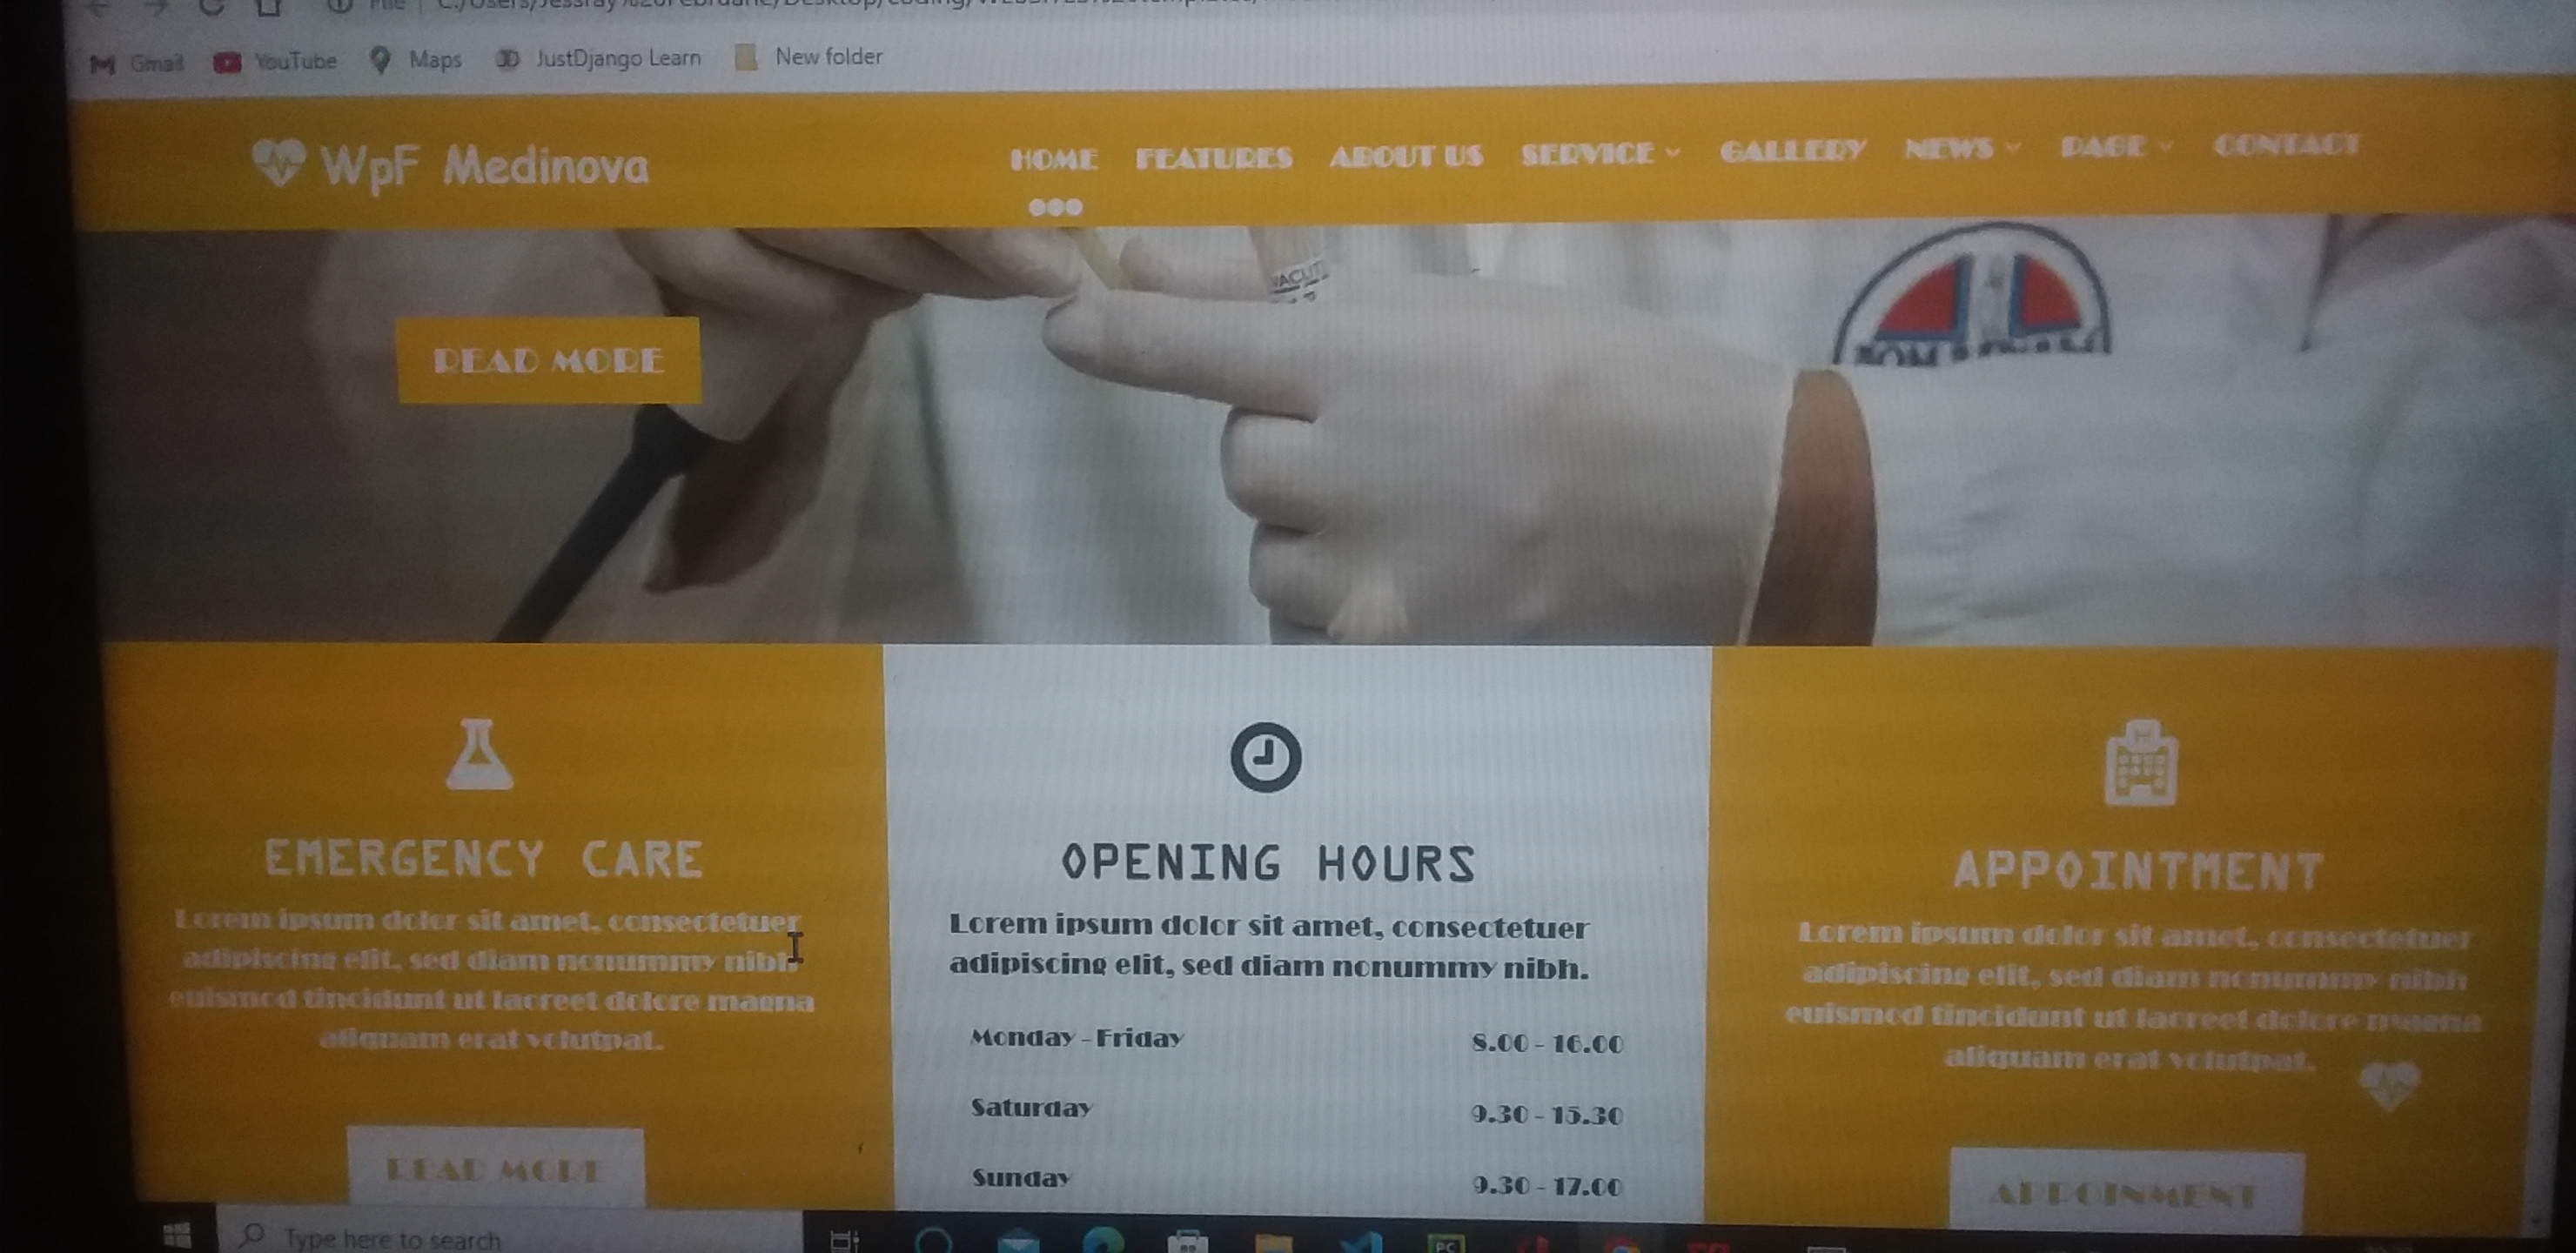 File
Gmail YouTube Maps JustDjango Learn New folder
WpF Medinova
HOME FEATURES ABOUT US SERVICE GALLERY NEWS PAGE CONTACT
READ MORE
EMERGENCY CARE
Lorem ipsum dolor sit amet, consectetuer
adipiscing elit, sed diam nonummy nibh
euismod tincidunt ut laoreet dolore magna
aliquam erat volutpat.
READ MORE
OPENING HOURS
Lorem ipsum dolor sit amet, consectetuer
adipiscing elit, sed diam nonummy nibh.
Monday - Friday 8.00 - 16.00
Saturday 9.30 - 15.30
Sunday 9.30 - 17.00
APPOINTMENT
Lorem ipsum dolor sit amet, consectetuer
adipiscing elit, sed diam nonummy nibh
euismod tincidunt ut laoreet dolore magna
aliquam erat volutpat.
APPOINMENT
Type here to search
PC